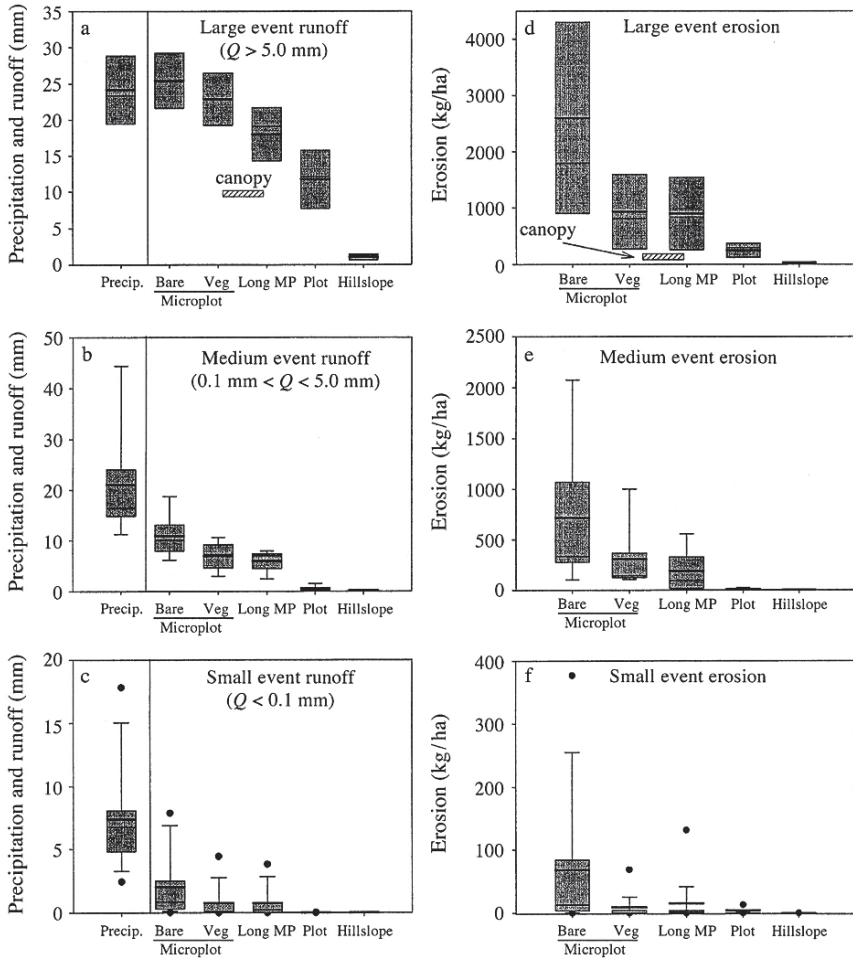 a
Large event runoff
(Q > 5.0 mm)
Precipitation and runoff (mm)
35
30
25
20
15
10
5
0
canopy
Precip.
Bare
Veg
Long MP
Plot
Hillslope
Microplot
d
Large event erosion
Erosion (kg/ha)
4000
3000
2000
1000
0
canopy
Bare
Veg
Long MP
Plot
Hillslope
Microplot
b
Medium event runoff
(0.1 mm < Q < 5.0 mm)
Precipitation and runoff (mm)
50
40
30
20
10
0
Precip.
Bare
Veg
Long MP
Plot
Hillslope
Microplot
e
Medium event erosion
Erosion (kg/ha)
2500
2000
1500
1000
500
0
Bare
Veg
Long MP
Plot
Hillslope
Microplot
c
Small event runoff
(Q < 0.1 mm)
Precipitation and runoff (mm)
20
15
10
5
0
Precip.
Bare
Veg
Long MP
Plot
Hillslope
Microplot
f
Small event erosion
Erosion (kg/ha)
400
300
200
100
0
Bare
Veg
Long MP
Plot
Hillslope
Microplot